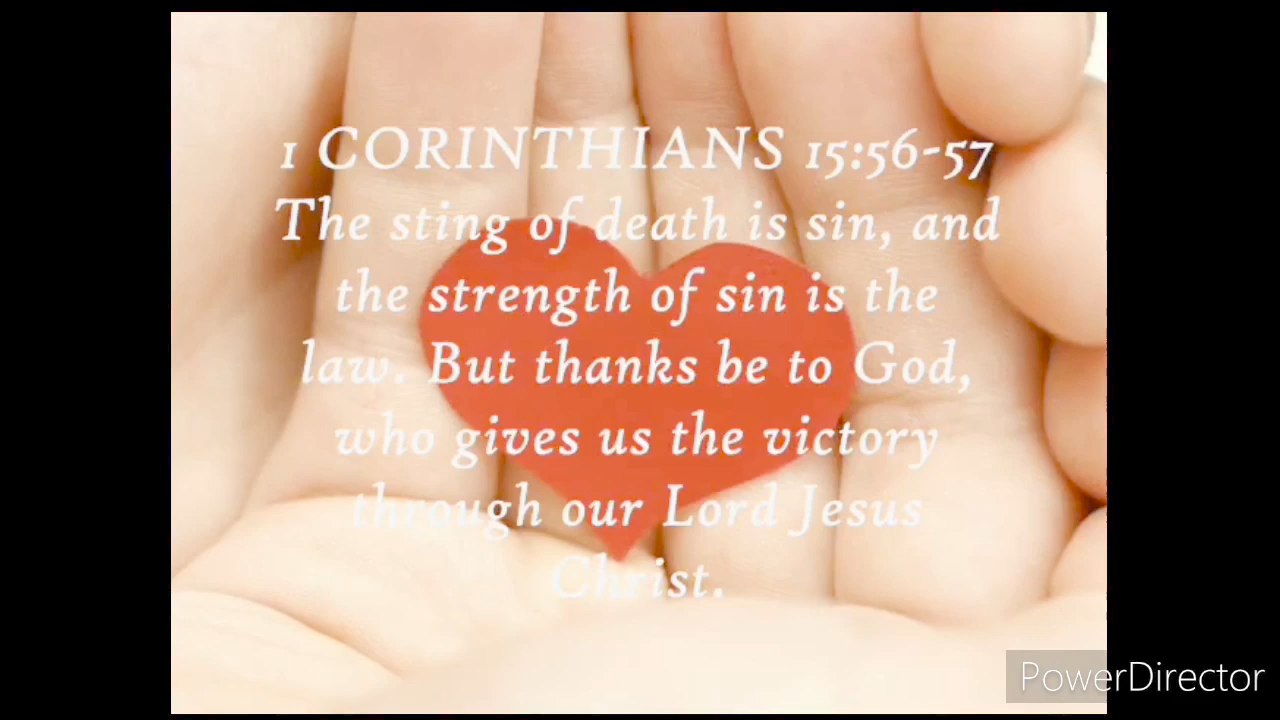 1 CORINTHIANS 15:56-57
The sting of death is sin, and
the strength of sin is the
law. But thanks be to God,
who gives us the victory
through our Lord Jesus
Christ.
PowerDirector